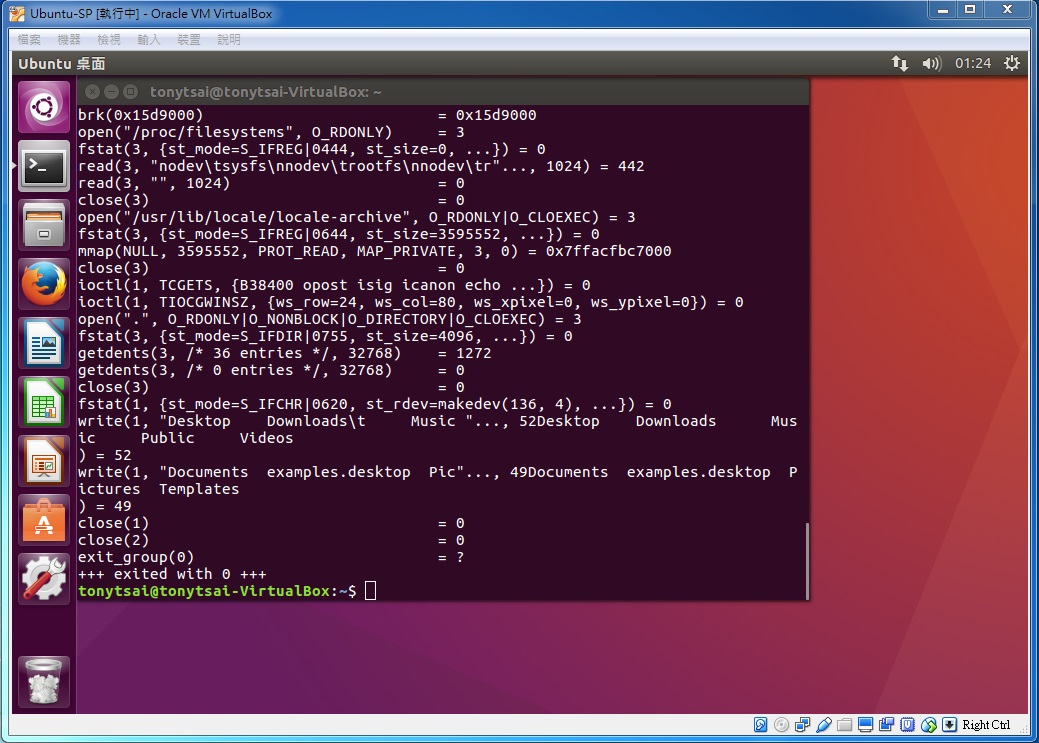 Ubuntu-SP [執行中] - Oracle VM VirtualBox
檔案 機器 檢視 輸入 裝置 說明
Ubuntu 桌面 01:24
tonytsai@tonytsai-VirtualBox: ~
brk(0x15d9000)                          = 0x15d9000
open("/proc/filesystems", O_RDONLY)     = 3
fstat(3, {st_mode=S_IFREG|0444, st_size=0, ...}) = 0
read(3, "nodev\tsysfs\nnodev\trootfs\nnodev\tr"..., 1024) = 442
read(3, "", 1024)                       = 0
close(3)                                = 0
open("/usr/lib/locale/locale-archive", O_RDONLY|O_CLOEXEC) = 3
fstat(3, {st_mode=S_IFREG|0644, st_size=3595552, ...}) = 0
mmap(NULL, 3595552, PROT_READ, MAP_PRIVATE, 3, 0) = 0x7ffacfbc7000
close(3)                                = 0
ioctl(1, TCGETS, {B38400 opost isig icanon echo ...}) = 0
ioctl(1, TIOCGWINSZ, {ws_row=24, ws_col=80, ws_xpixel=0, ws_ypixel=0}) = 0
open(".", O_RDONLY|O_NONBLOCK|O_DIRECTORY|O_CLOEXEC) = 3
fstat(3, {st_mode=S_IFDIR|0755, st_size=4096, ...}) = 0
getdents(3, /* 36 entries */, 32768)    = 1272
getdents(3, /* 0 entries */, 32768)     = 0
close(3)                                = 0
fstat(1, {st_mode=S_IFCHR|0620, st_rdev=makedev(136, 4), ...}) = 0
write(1, "Desktop    Downloads\t     Music "..., 52Desktop    Downloads      Mus
ic     Public     Videos
) = 52
write(1, "Documents  examples.desktop  Pic"..., 49Documents  examples.desktop  P
ictures  Templates
) = 49
close(1)                                = 0
close(2)                                = 0
exit_group(0)                           = ?
+++ exited with 0 +++
tonytsai@tonytsai-VirtualBox:~$
Right Ctrl